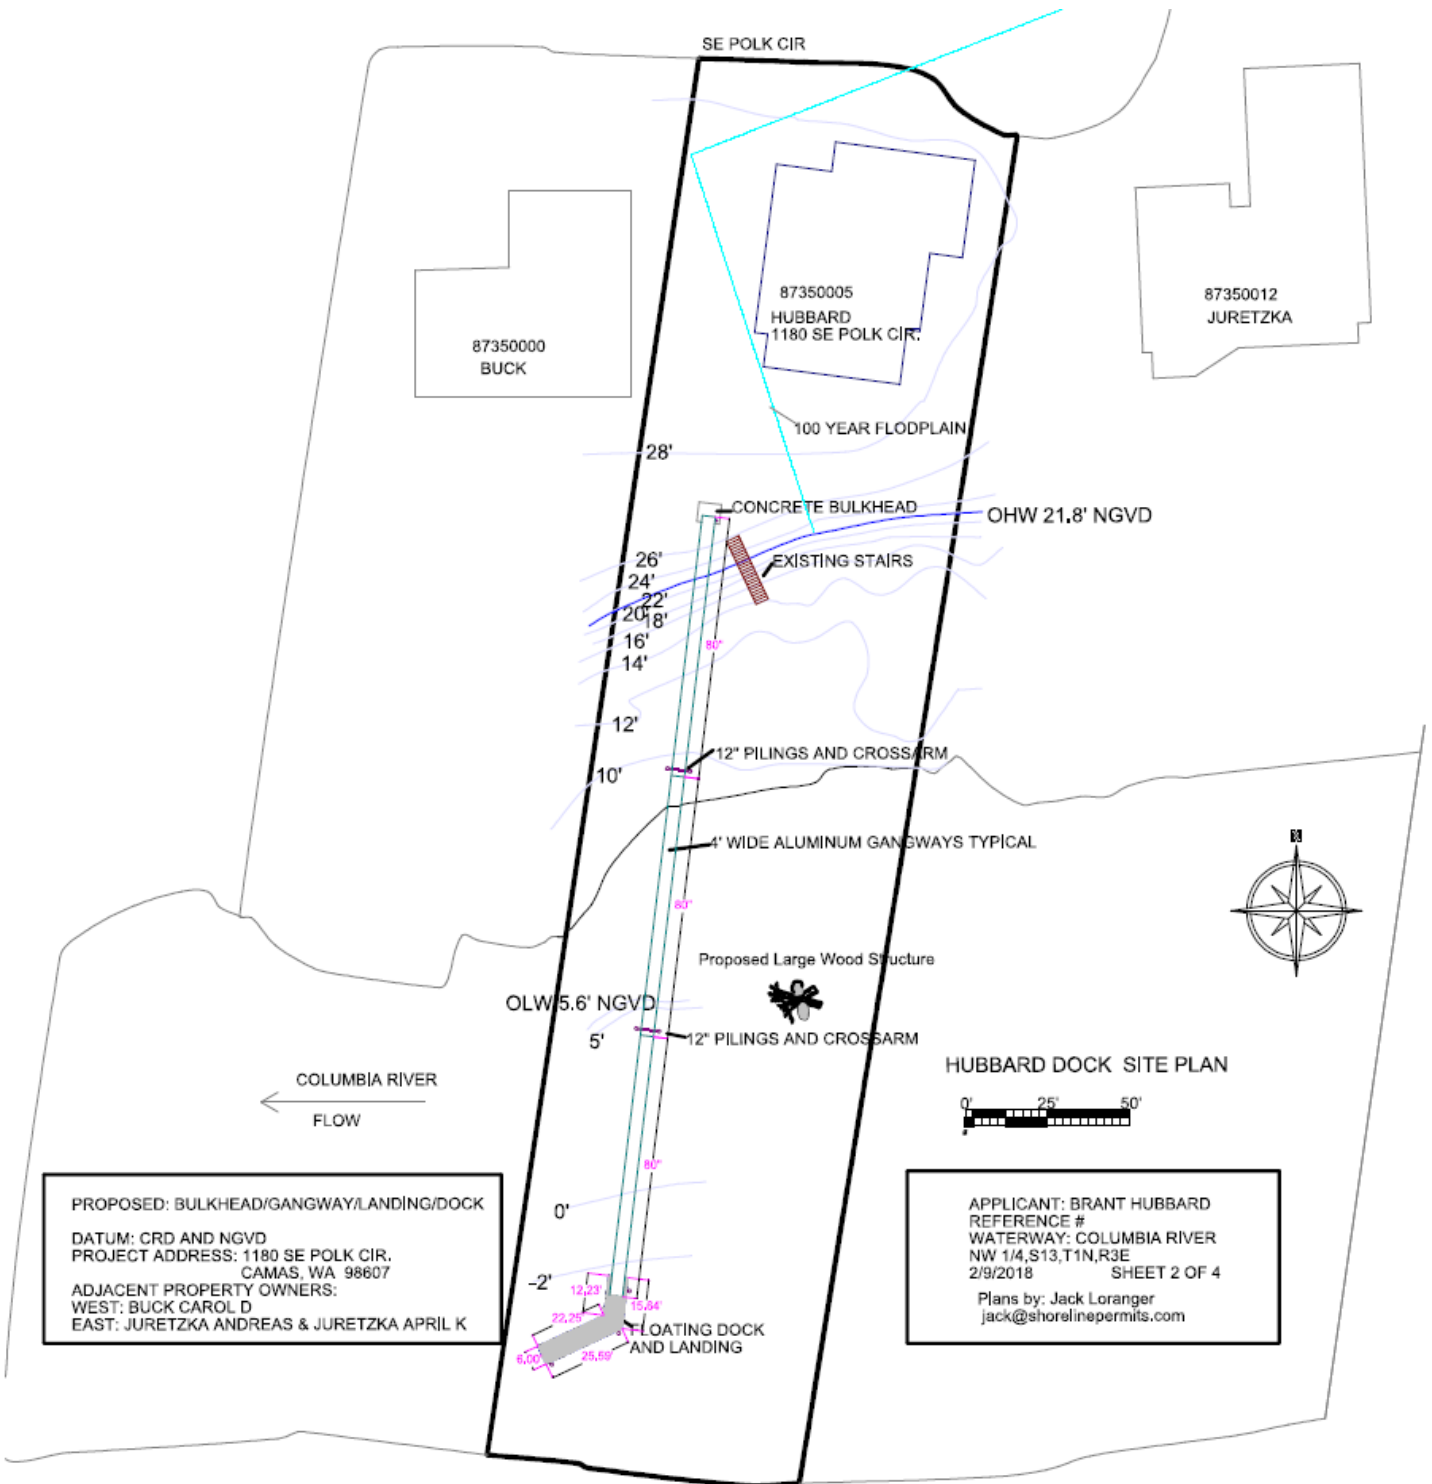 SE POLK CIR
87350005
HUBBARD
1180 SE POLK CIR.
87350012
JURETZKA
87350000
BUCK
100 YEAR FLODPLAIN
28'
CONCRETE BULKHEAD
OHW 21.8' NGVD
26'
EXISTING STAIRS
24'
22'
20'
18'
16'
14'
80"
12'
12" PILINGS AND CROSSARM
10'
4' WIDE ALUMINUM GANGWAYS TYPICAL
80"
Proposed Large Wood Structure
OLW 5.6' NGVD
5'
12" PILINGS AND CROSSARM
HUBBARD DOCK SITE PLAN
0' 25' 50'
COLUMBIA RIVER
FLOW
80"
0'
-2'
12.23'
15.64'
22.25'
6.00'
25.59'
FLOATING DOCK
AND LANDING
PROPOSED: BULKHEAD/GANGWAY/LANDING/DOCK
DATUM: CRD AND NGVD
PROJECT ADDRESS: 1180 SE POLK CIR.
CAMAS, WA 98607
ADJACENT PROPERTY OWNERS:
WEST: BUCK CAROL D
EAST: JURETZKA ANDREAS & JURETZKA APRIL K
APPLICANT: BRANT HUBBARD
REFERENCE #
WATERWAY: COLUMBIA RIVER
NW 1/4,S13,T1N,R3E
2/9/2018 SHEET 2 OF 4
Plans by: Jack Loranger
jack@shorelinepermits.com